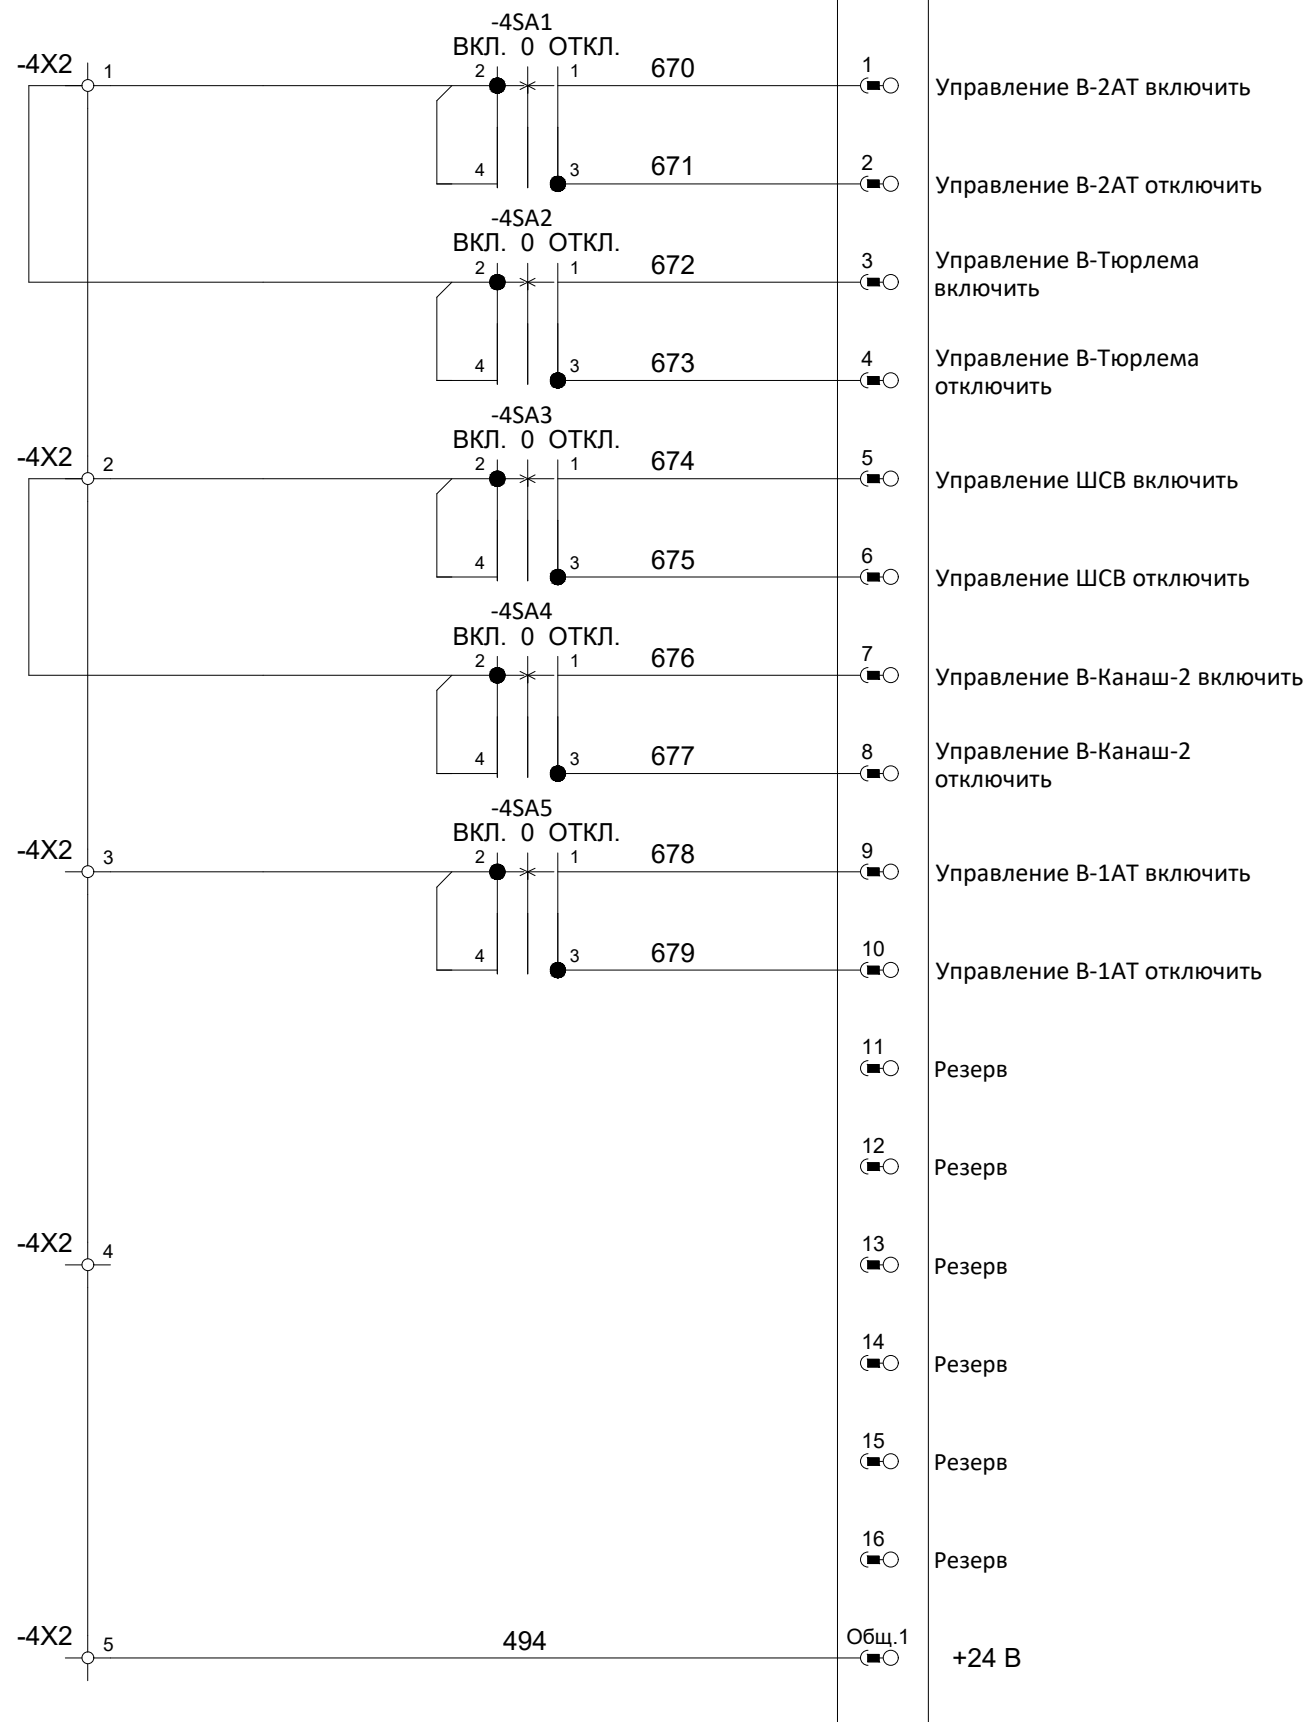 -4SA1
ВКЛ. 0 ОТКЛ.
-4X2 1 2 1 670 1
Управление В-2АТ включить
4 3 671 2
Управление В-2АТ отключить
-4SA2
ВКЛ. 0 ОТКЛ.
2 1 672 3
Управление В-Тюрлема
включить
4 3 673 4
Управление В-Тюрлема
отключить
-4SA3
ВКЛ. 0 ОТКЛ.
-4X2 2 2 1 674 5
Управление ШСВ включить
4 3 675 6
Управление ШСВ отключить
-4SA4
ВКЛ. 0 ОТКЛ.
2 1 676 7
Управление В-Канаш-2 включить
4 3 677 8
Управление В-Канаш-2
отключить
-4SA5
ВКЛ. 0 ОТКЛ.
-4X2 3 2 1 678 9
Управление В-1АТ включить
4 3 679 10
Управление В-1АТ отключить
11
Резерв
12
Резерв
-4X2 4 13
Резерв
14
Резерв
15
Резерв
16
Резерв
-4X2 5 494 Общ.1
+24 В